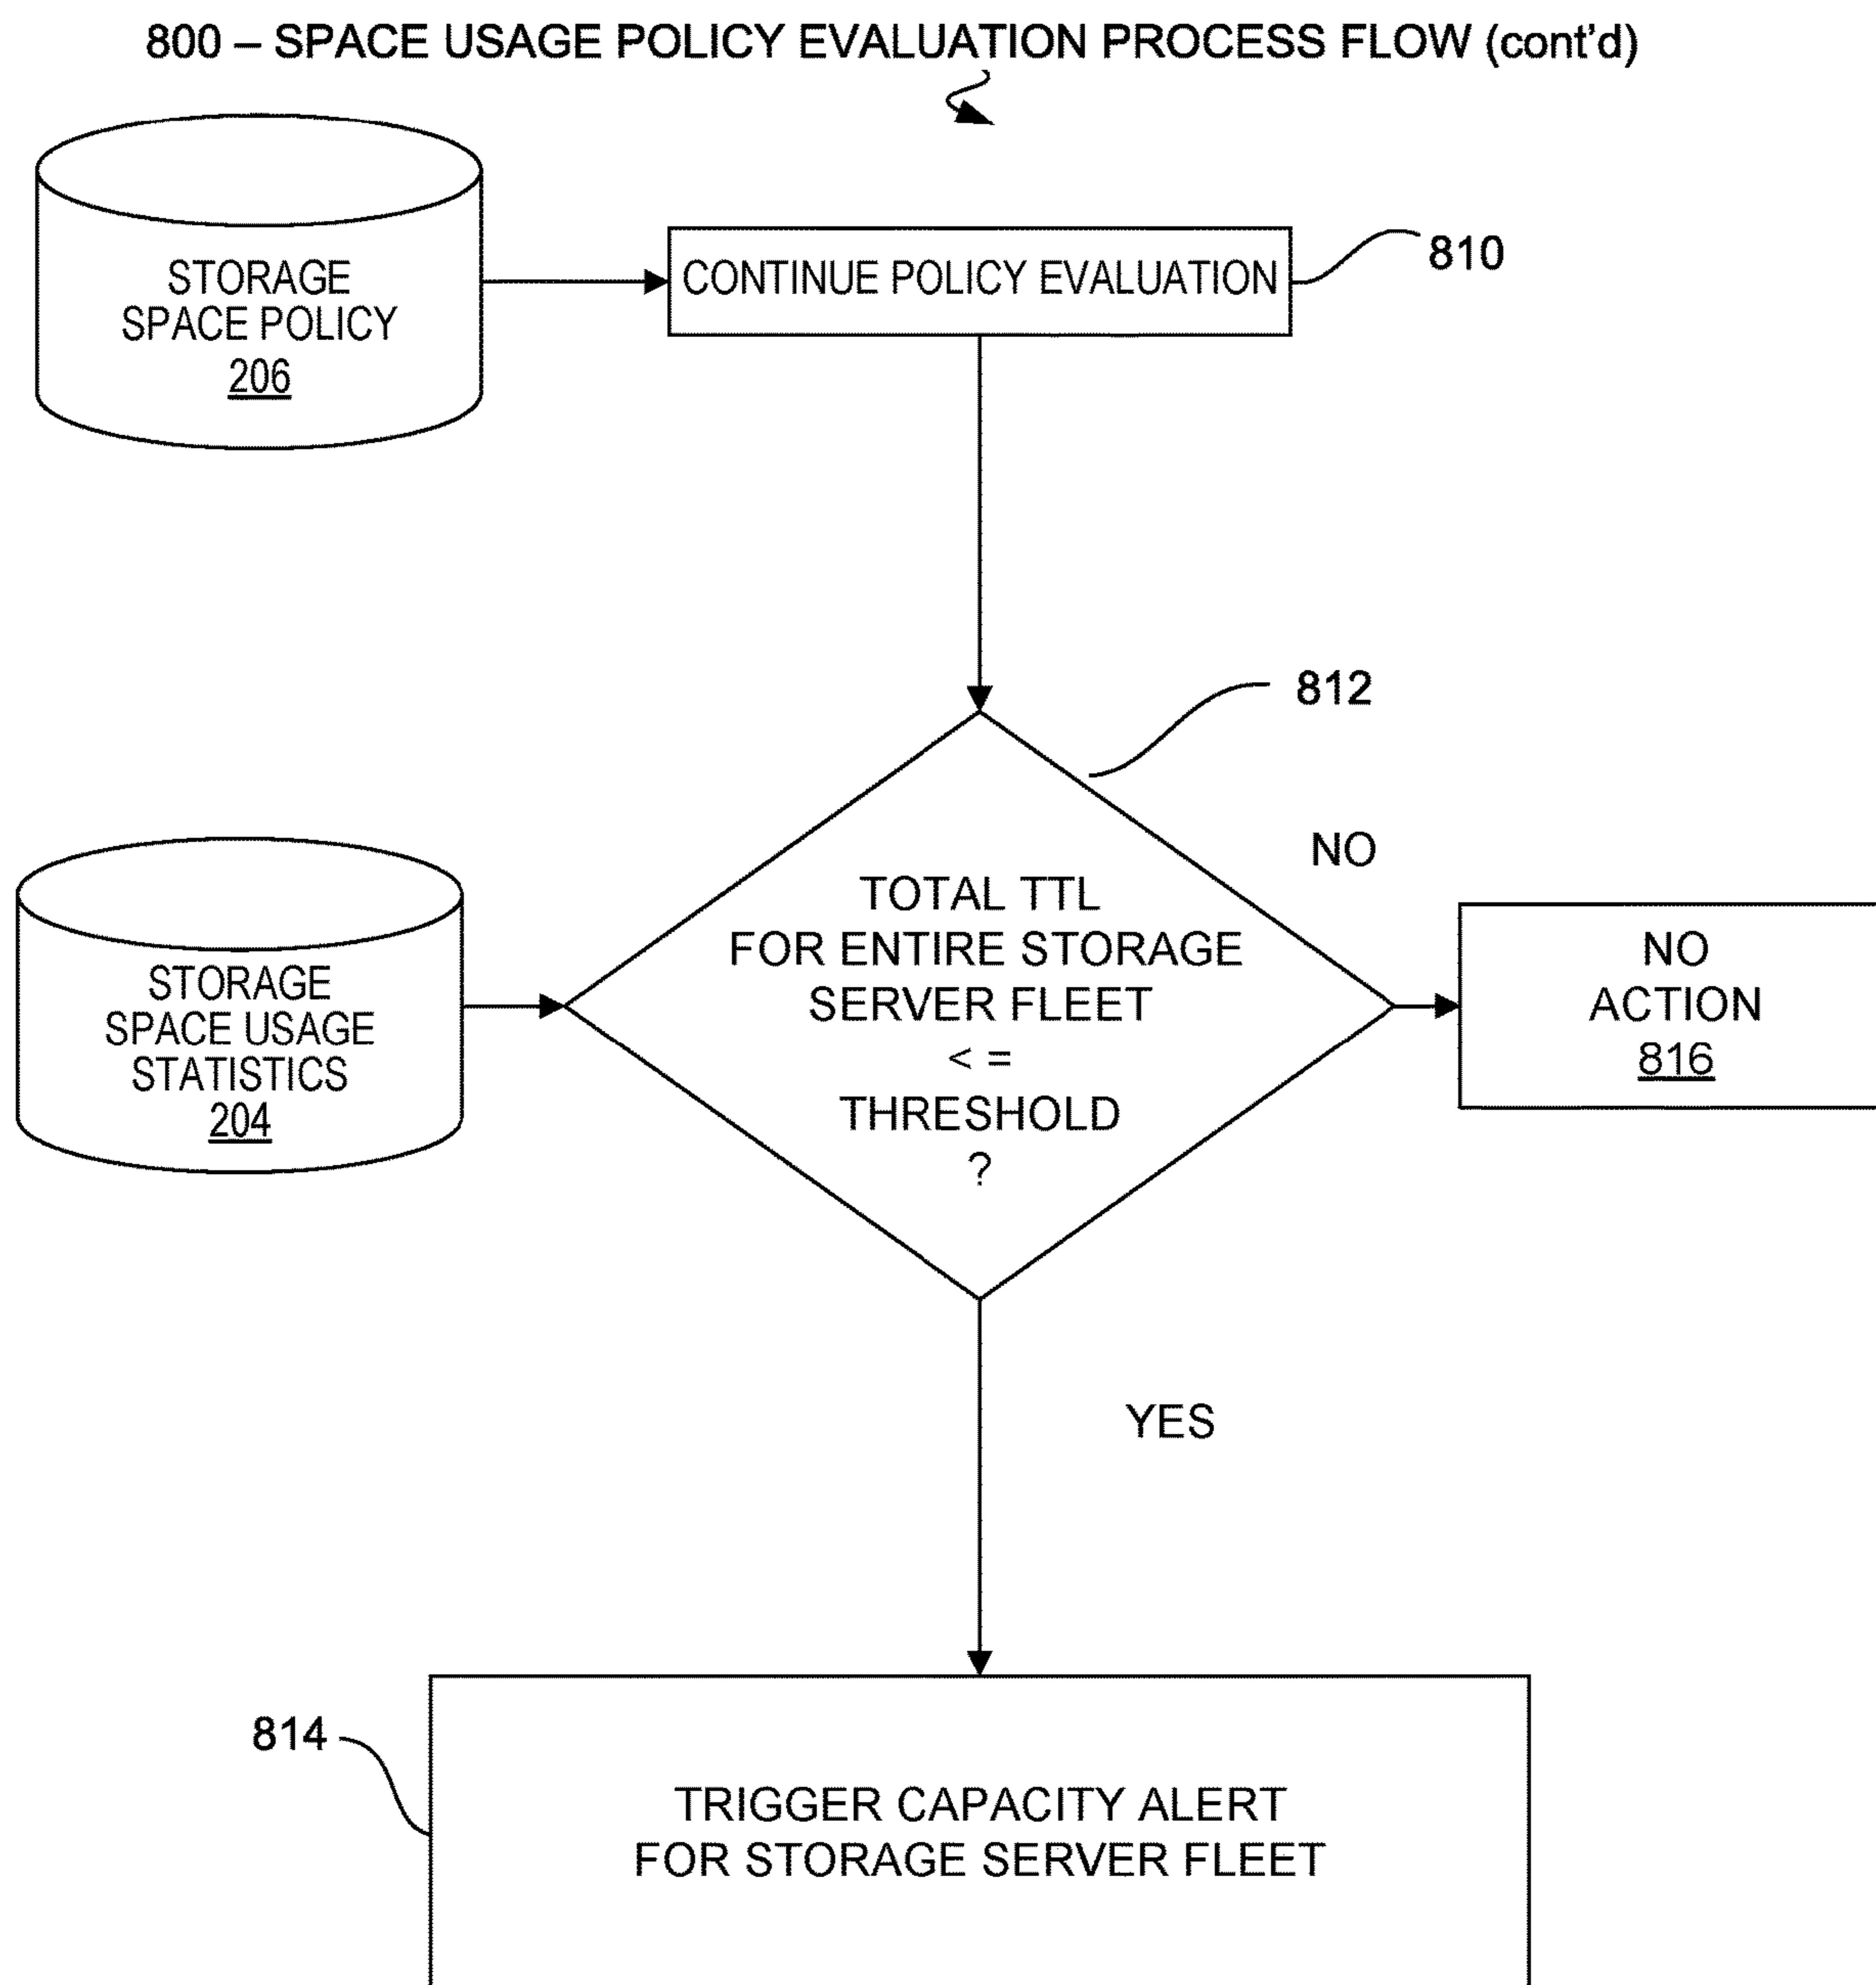 800 – SPACE USAGE POLICY EVALUATION PROCESS FLOW (cont’d)
STORAGE
SPACE POLICY
206
CONTINUE POLICY EVALUATION
810
812
NO
TOTAL TTL
FOR ENTIRE STORAGE
SERVER FLEET
< =
THRESHOLD
?
STORAGE
SPACE USAGE
STATISTICS
204
NO
ACTION
816
YES
814
TRIGGER CAPACITY ALERT
FOR STORAGE SERVER FLEET